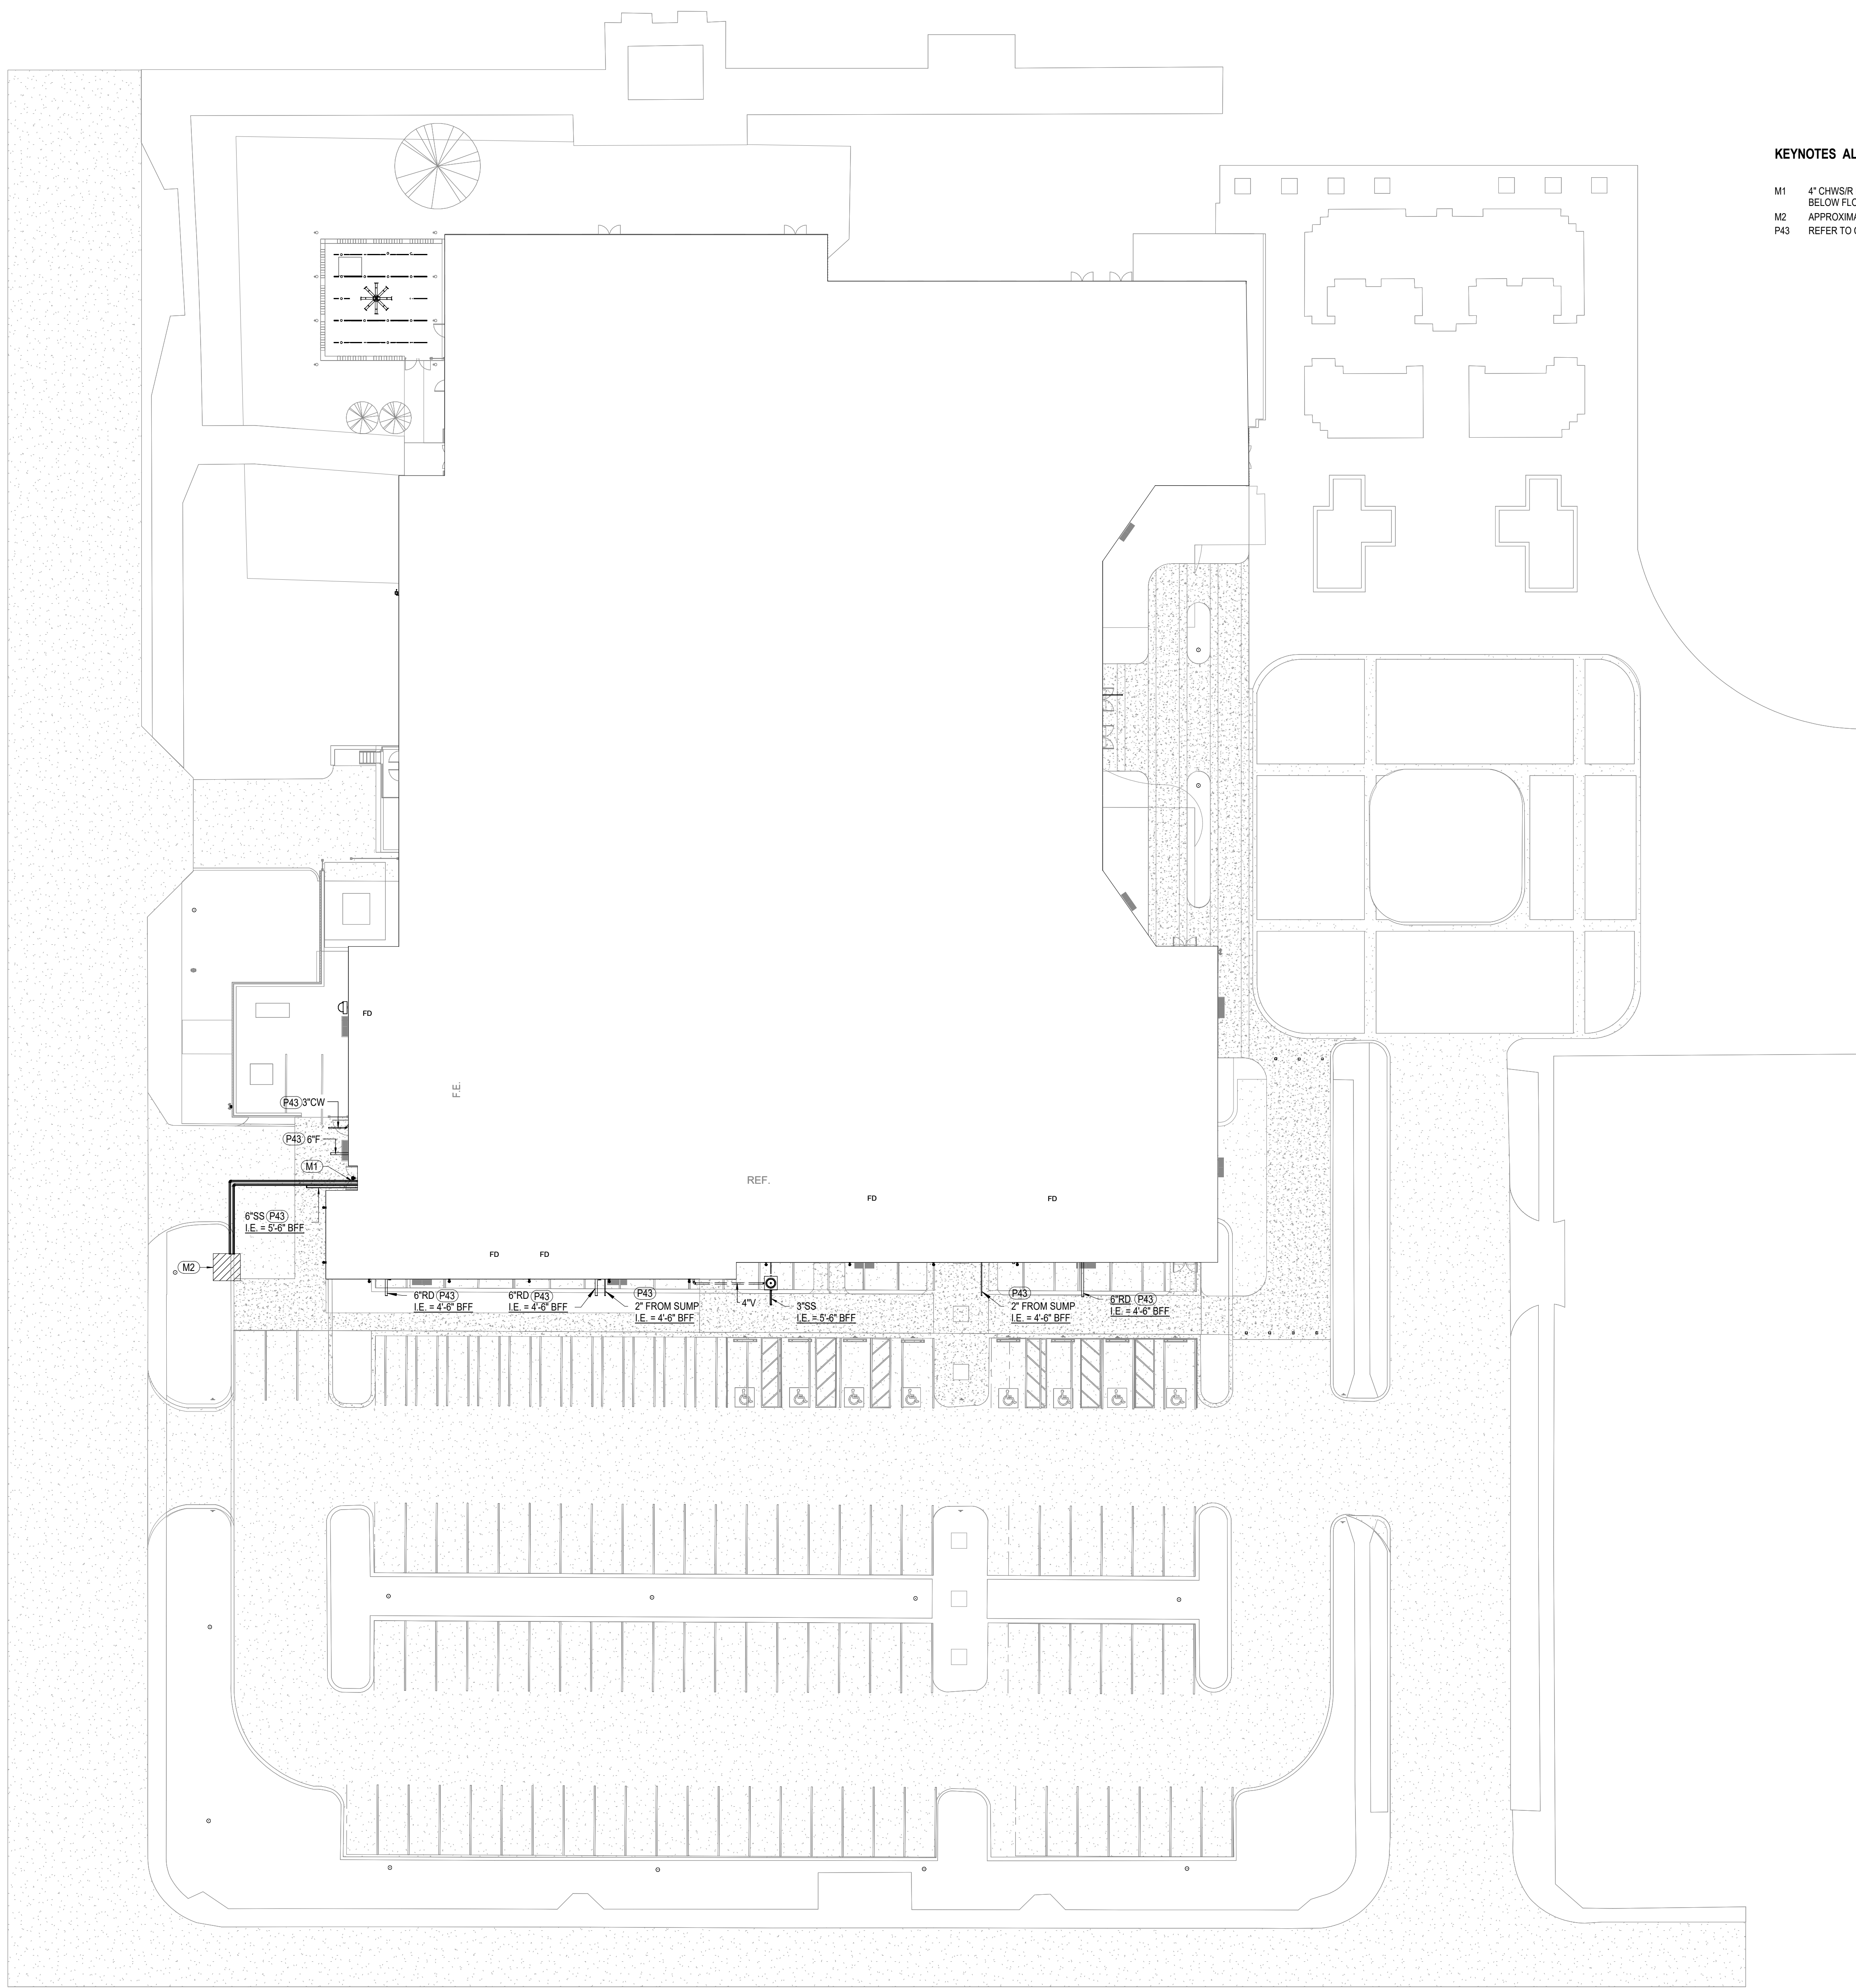 KEYNOTES AL
M1 4" CHWS/R
BELOW FLO
M2 APPROXIMA
P43 REFER TO
FD
F.E.
P43 3"CW
P43 6"F
M1
REF.
FD
FD
6"SS P43
I.E. = 5'-6" BFF
FD
FD
M2
6"RD P43
I.E. = 4'-6" BFF
6"RD P43
I.E. = 4'-6" BFF
P43
2" FROM SUMP
I.E. = 4'-6" BFF
4"V
3"SS
I.E. = 5'-6" BFF
P43
2" FROM SUMP
I.E. = 4'-6" BFF
6"RD P43
I.E. = 4'-6" BFF